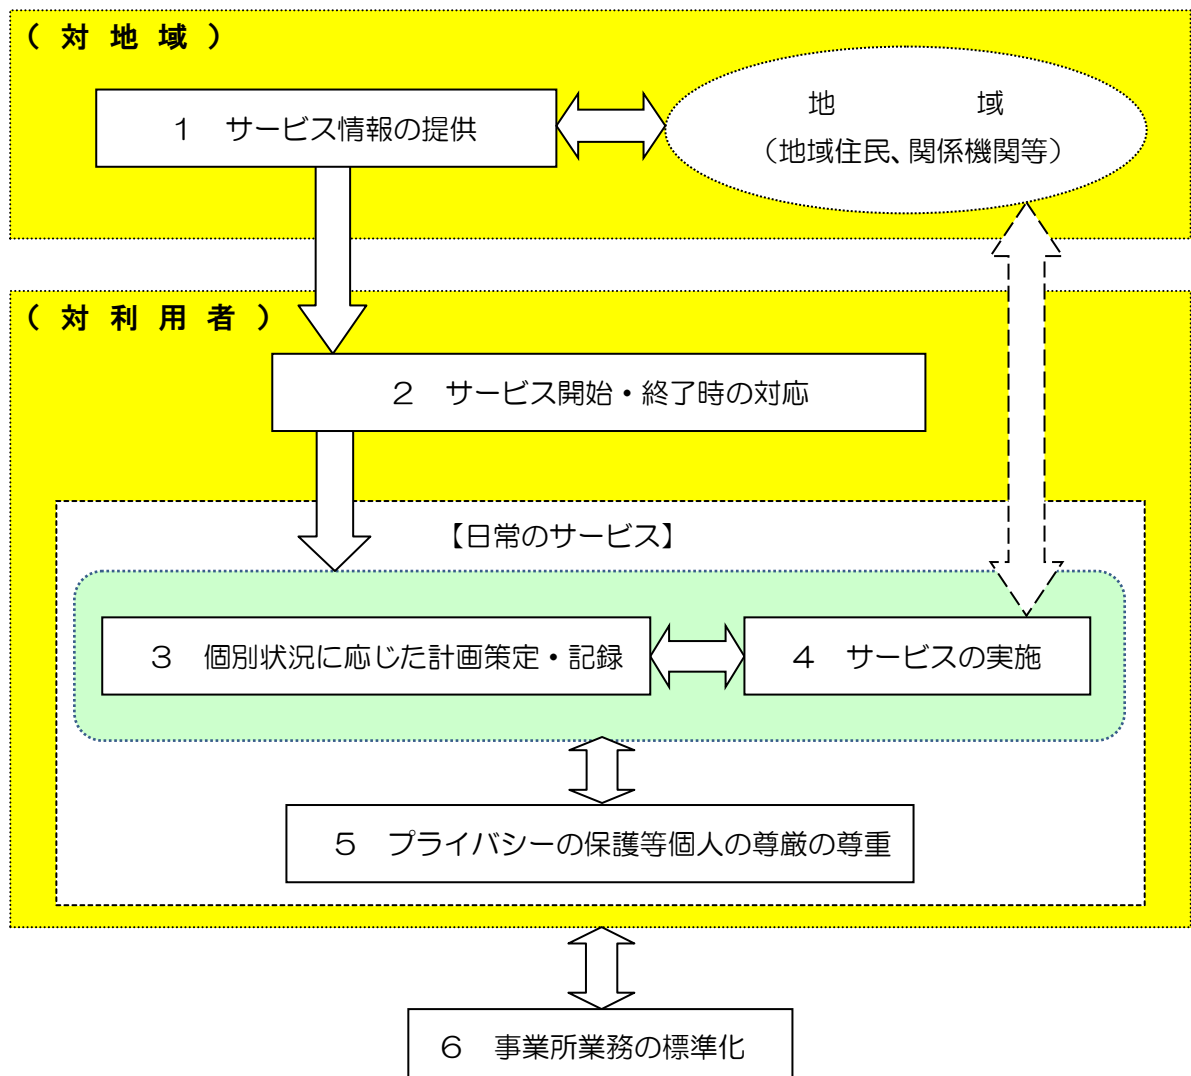 （対地域）
１　サービス情報の提供
地　　域
（地域住民、関係機関等）
（対利用者）
２　サービス開始・終了時の対応
【日常のサービス】
３　個別状況に応じた計画策定・記録
４　サービスの実施
５　プライバシーの保護等個人の尊厳の尊重
６　事業所業務の標準化